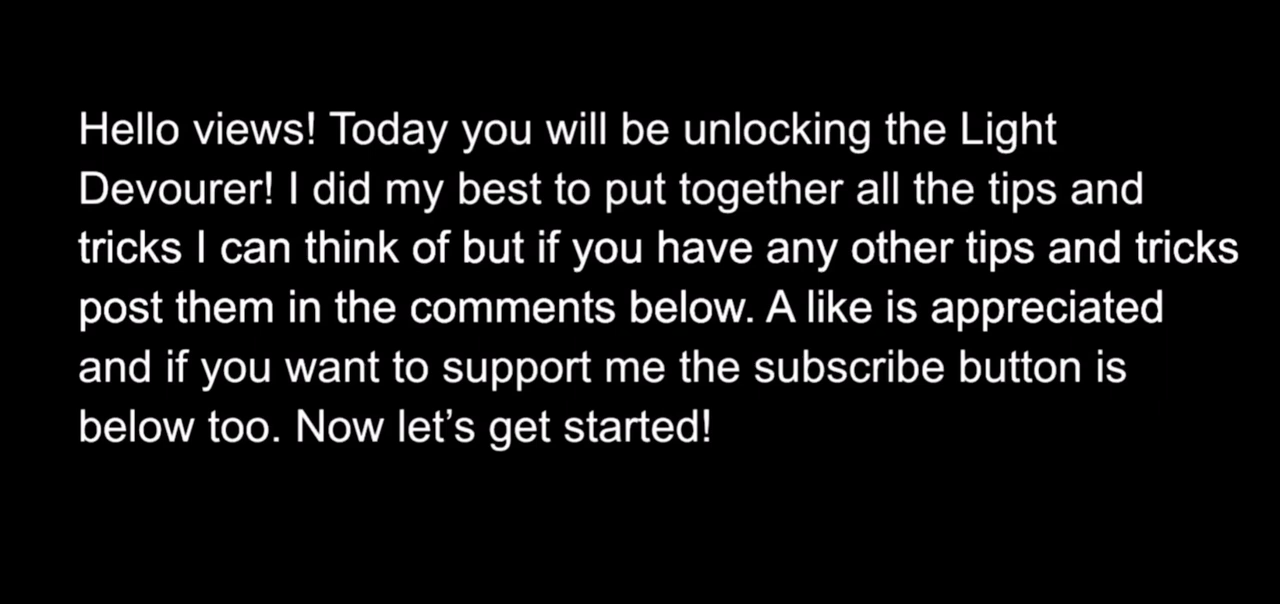 Hello views! Today you will be unlocking the Light
Devourer! I did my best to put together all the tips and
tricks I can think of but if you have any other tips and tricks
post them in the comments below. A like is appreciated
and if you want to support me the subscribe button is
below too. Now let’s get started!